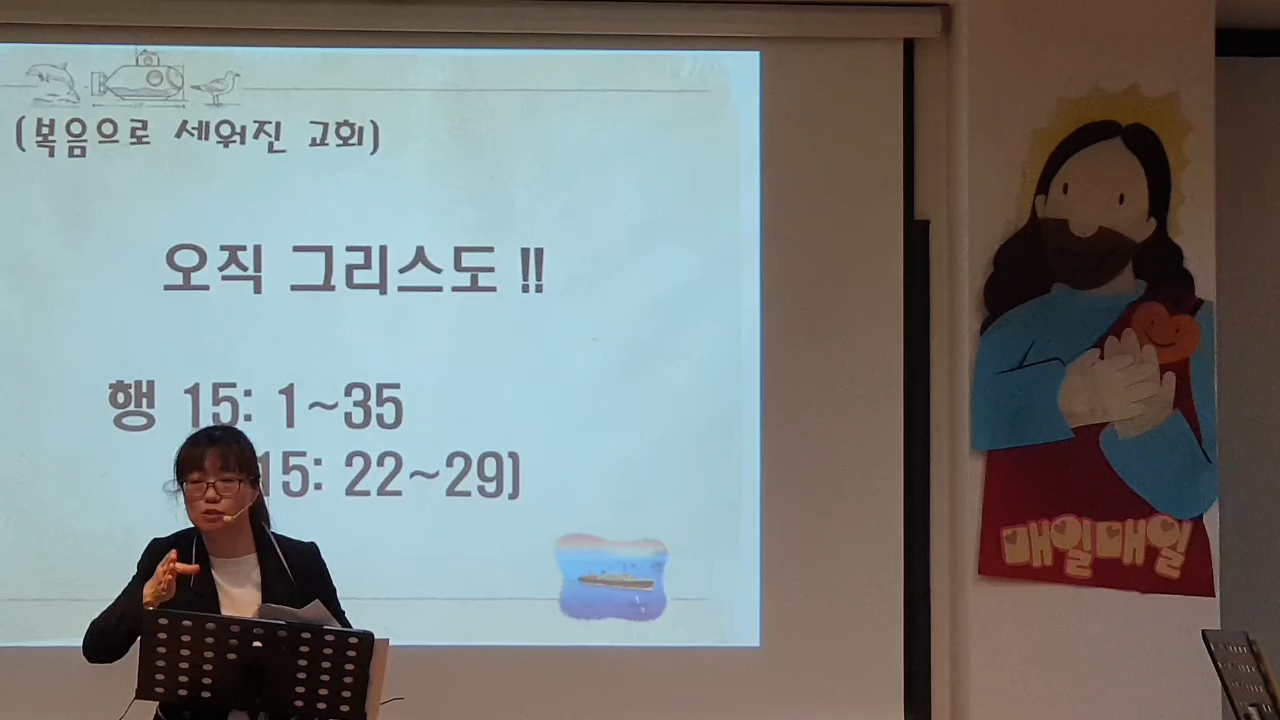 (복음으로 세워진 교회)
오직 그리스도 !!
행 15: 1~35
15: 22~29)
매일매일